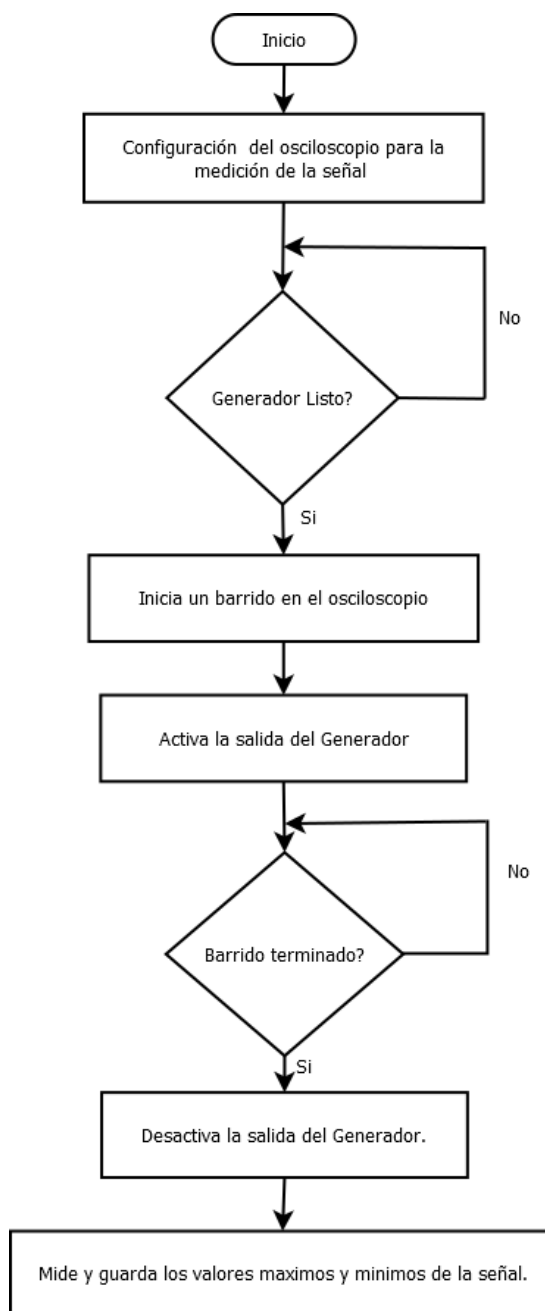 Inicio
Configuración del osciloscopio para la
medición de la señal
No
Generador Listo?
Si
Inicia un barrido en el osciloscopio
Activa la salida del Generador
No
Barrido terminado?
Si
Desactiva la salida del Generador.
Mide y guarda los valores maximos y minimos de la señal.